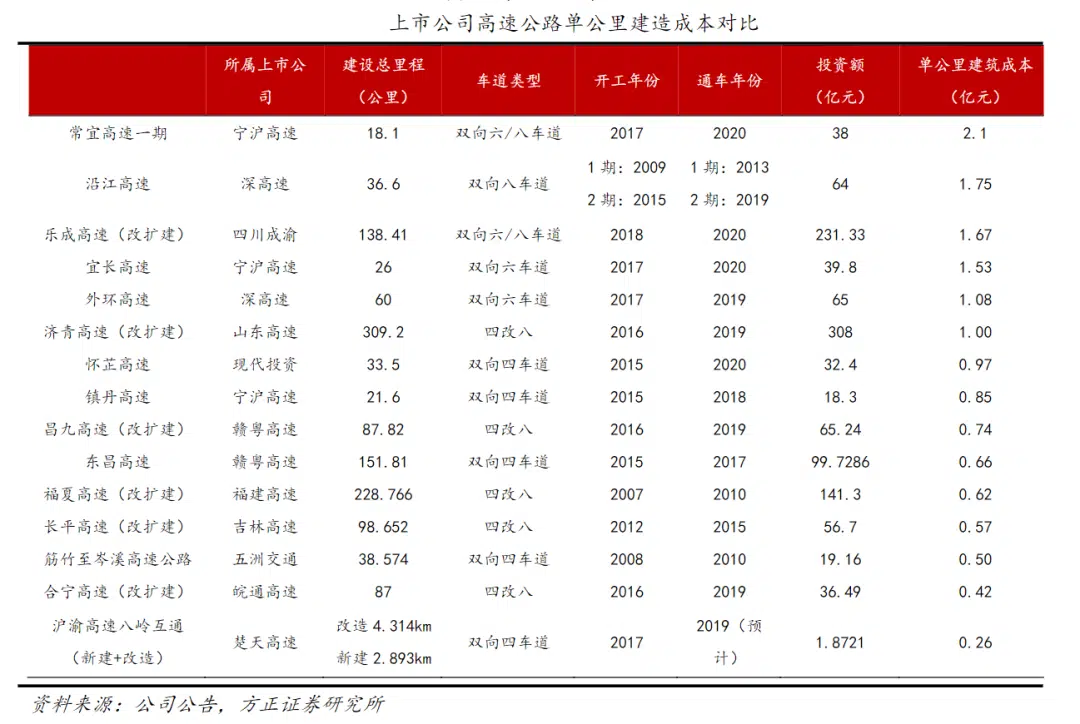 上市公司高速公路单公里建造成本对比
所属上市公司 建设总里程（公里） 车道类型 开工年份 通车年份 投资额（亿元） 单公里建筑成本（亿元）
常宜高速一期 宁沪高速 18.1 双向六/八车道 2017 2020 38 2.1
沿江高速 深高速 36.6 双向八车道 1期：2009 2期：2015 1期：2013 2期：2019 64 1.75
乐成高速（改扩建） 四川成渝 138.41 双向六/八车道 2018 2020 231.33 1.67
宜长高速 宁沪高速 26 双向六车道 2017 2020 39.8 1.53
外环高速 深高速 60 双向六车道 2017 2019 65 1.08
济青高速（改扩建） 山东高速 309.2 四改八 2016 2019 308 1.00
怀芷高速 现代投资 33.5 双向四车道 2015 2020 32.4 0.97
镇丹高速 宁沪高速 21.6 双向四车道 2015 2018 18.3 0.85
昌九高速（改扩建） 赣粤高速 87.82 四改八 2016 2019 65.24 0.74
东昌高速 赣粤高速 151.81 双向四车道 2015 2017 99.7286 0.66
福夏高速（改扩建） 福建高速 228.766 四改八 2007 2010 141.3 0.62
长平高速（改扩建） 吉林高速 98.652 四改八 2012 2015 56.7 0.57
筋竹至岑溪高速公路 五洲交通 38.574 双向四车道 2008 2010 19.16 0.50
合宁高速（改扩建） 皖通高速 87 四改八 2016 2019 36.49 0.42
沪渝高速八岭互通（新建+改造） 楚天高速 改造4.314km 新建2.893km 双向四车道 2017 2019（预计） 1.8721 0.26
资料来源：公司公告，方正证券研究所